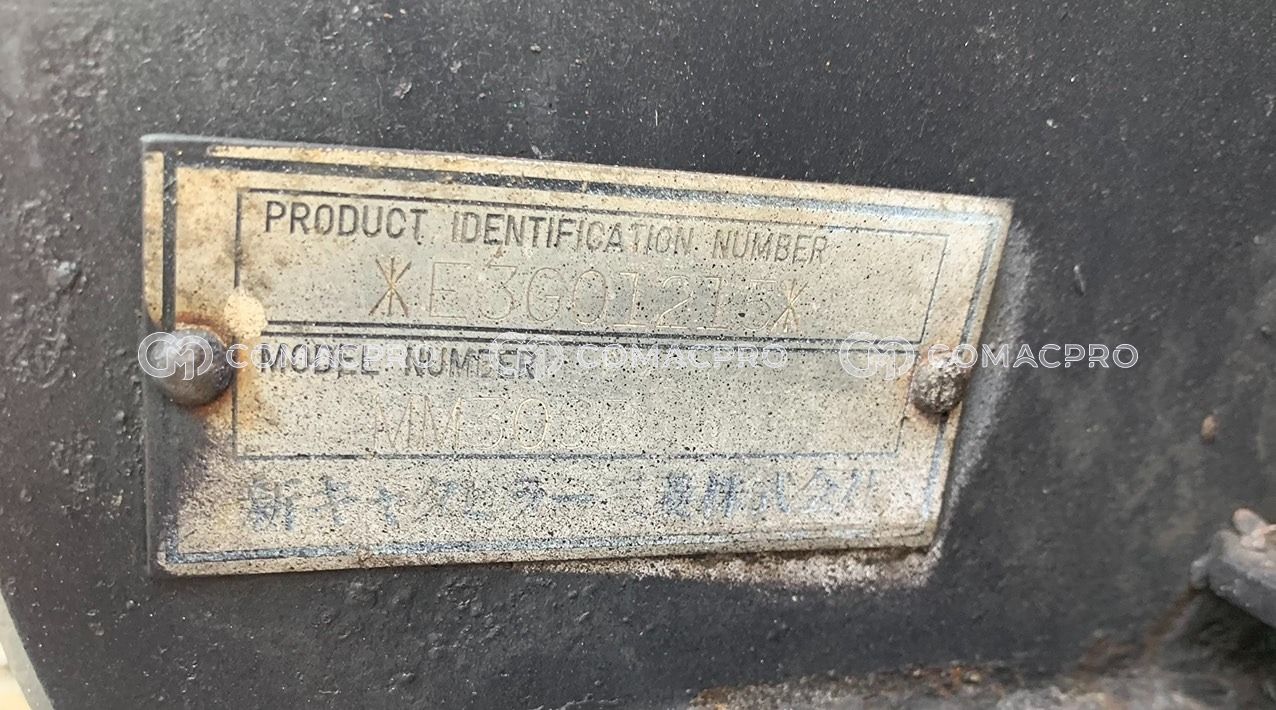 PRODUCT IDENTIFICATION NUMBER
*E3G01215*
COMACPRO COMACPRO COMACPRO
MODEL NUMBER
新キャタピラー三菱株式会社